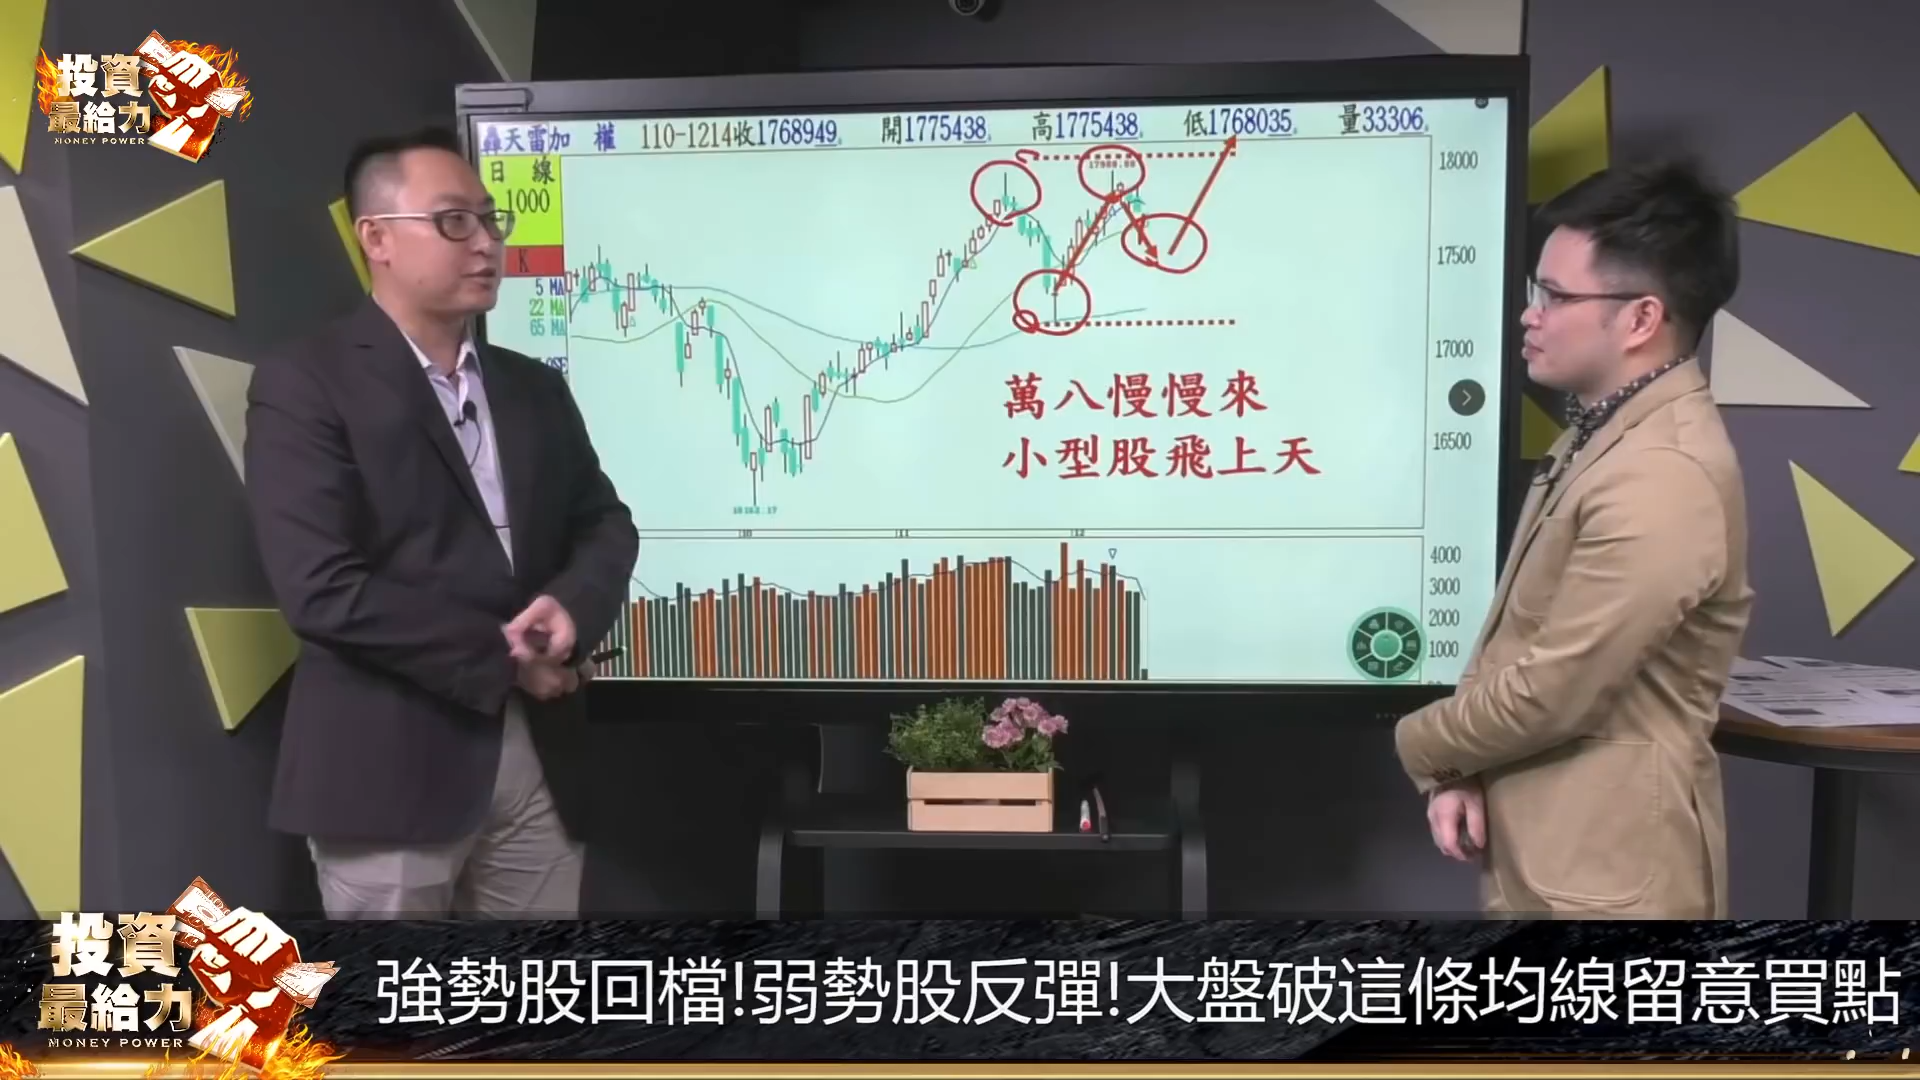 投資
最給力
MONEY POWER
轟天雷加 權 110-1214收1768949 開1775438 高1775438 低1768035 量33306
日 線
1000
K
5 MA
22 MA
65 MA
18000
17500
17000
16500
萬八慢慢來
小型股飛上天
10
11
12
4000
3000
2000
1000
投資
最給力
MONEY POWER
強勢股回檔!弱勢股反彈!大盤破這條均線留意買點